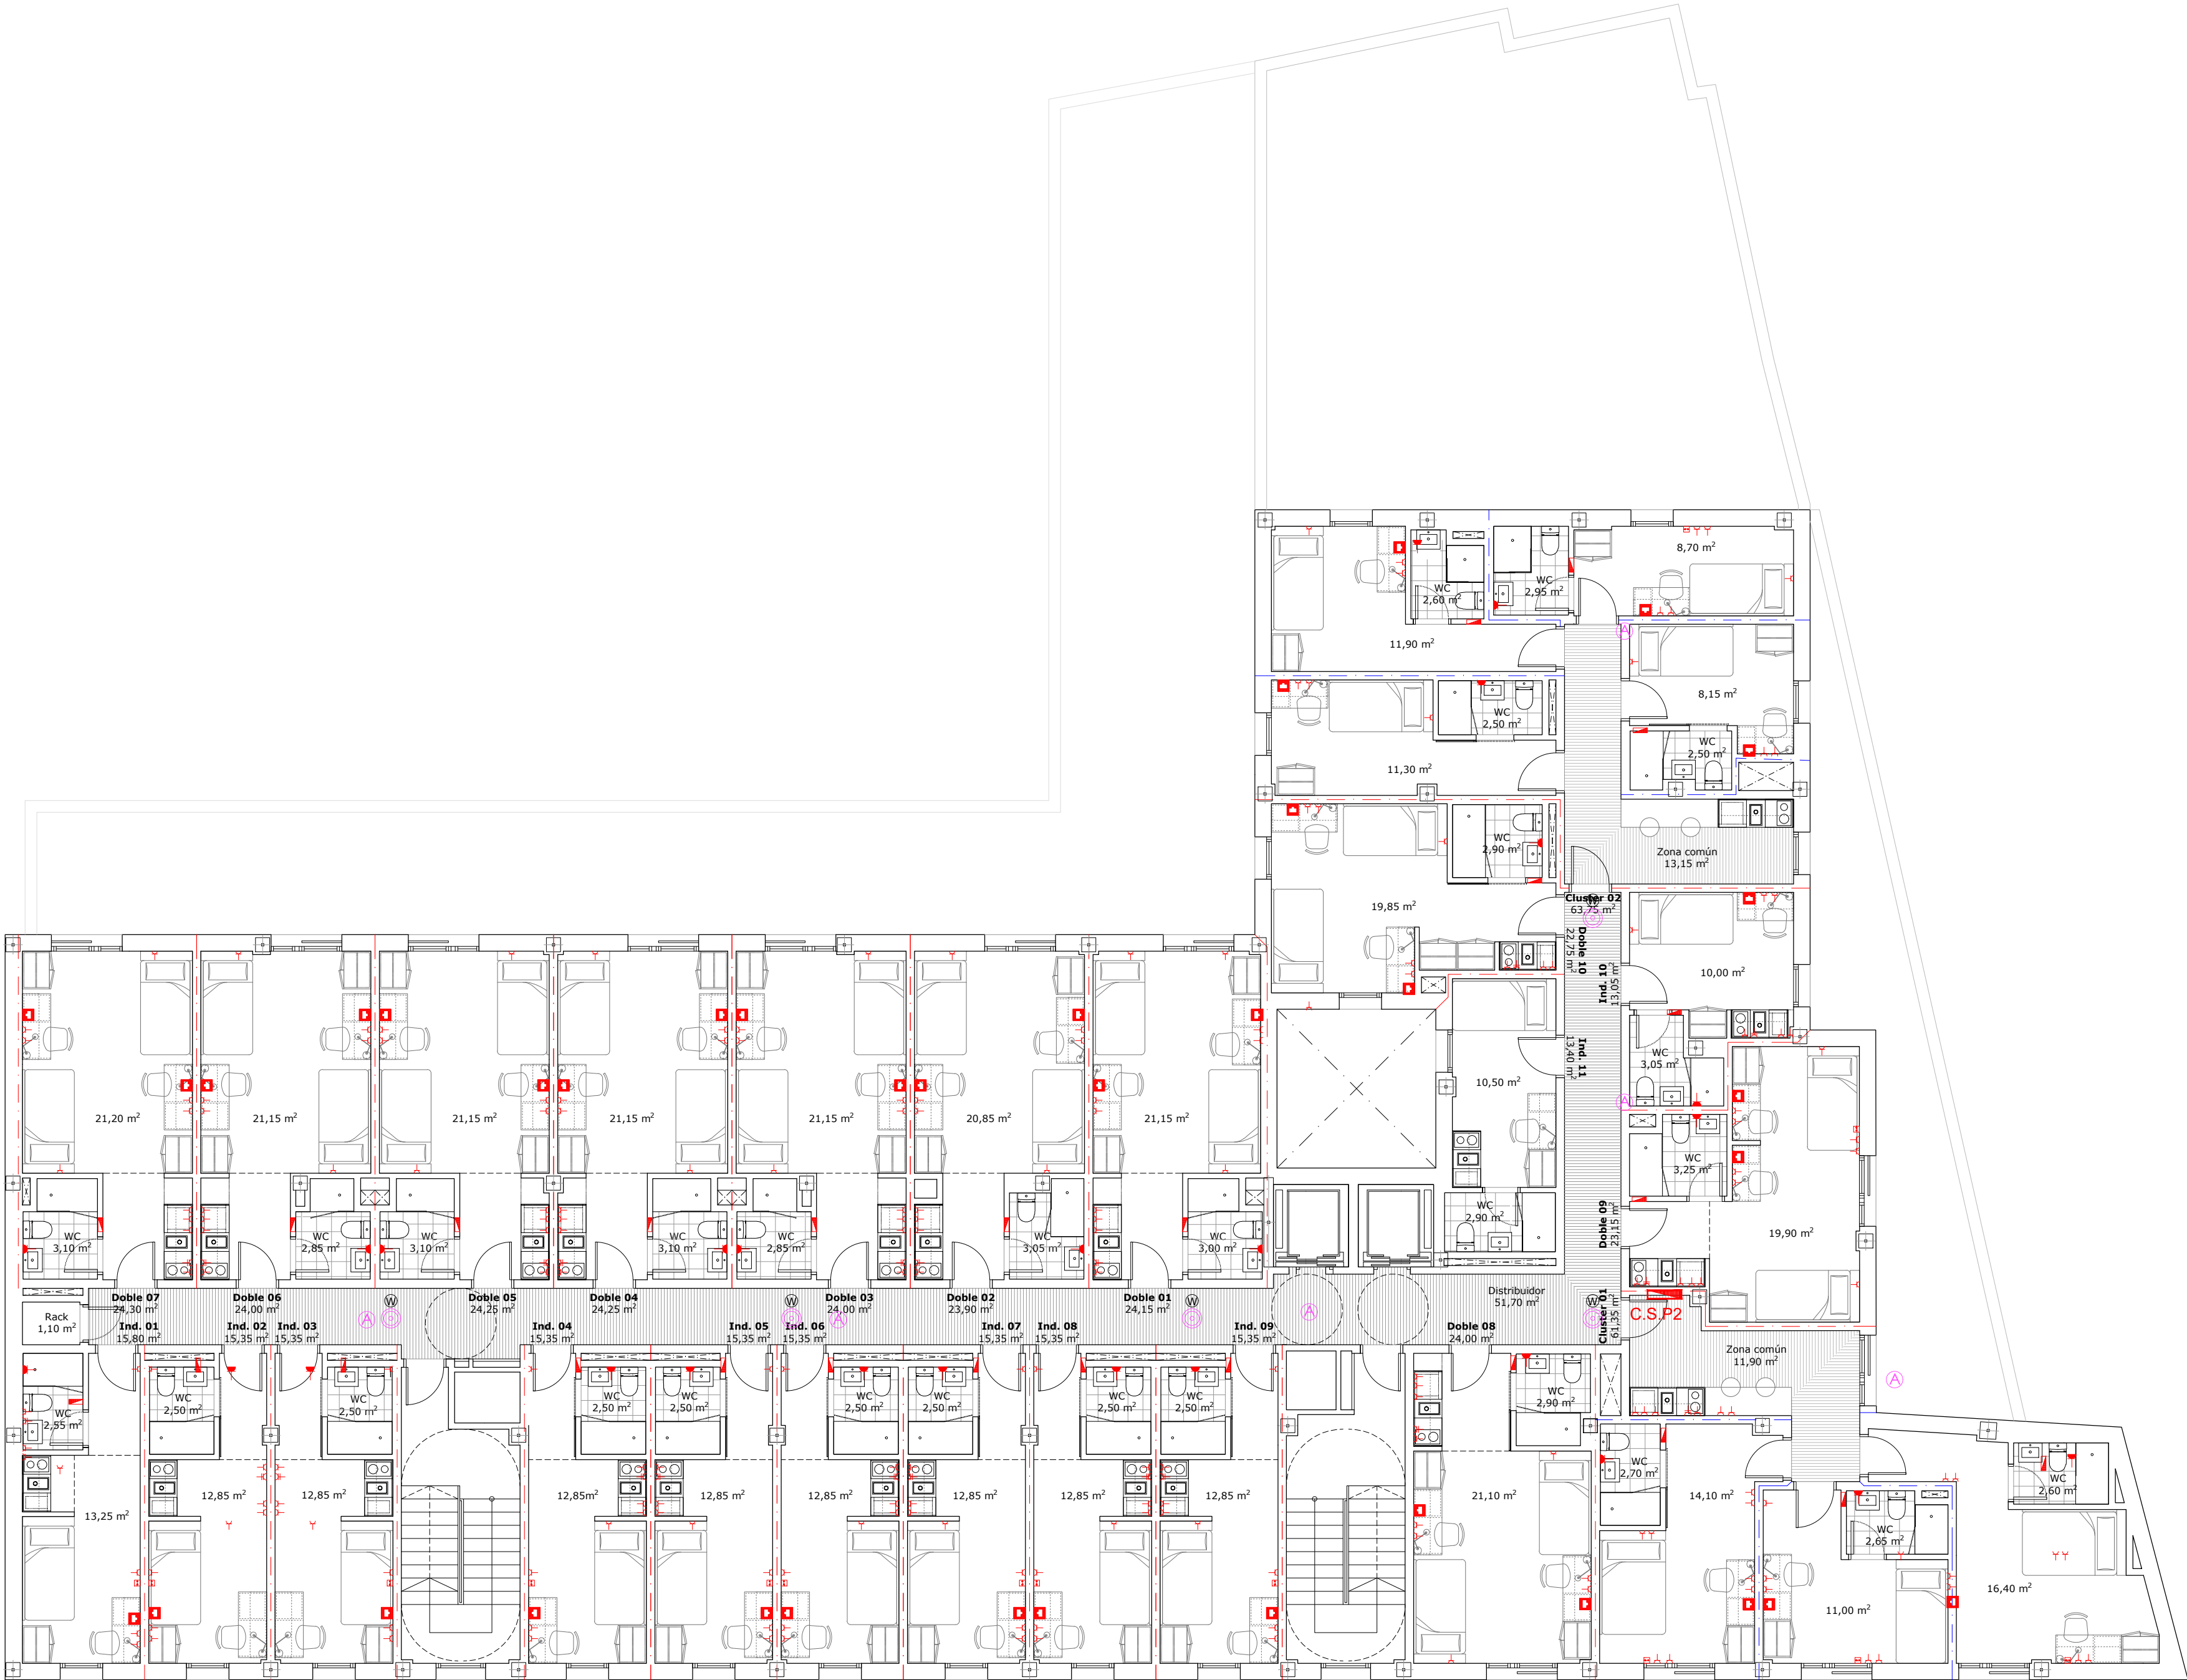 8,70 m²
WC
2,95 m²
WC
2,60 m²
11,90 m²
8,15 m²
WC
2,50 m²
WC
2,50 m²
11,30 m²
WC
2,90 m²
Zona común
13,15 m²
Cluster 02
63,75 m²
19,85 m²
Doble 10
22,75 m²
Ind. 10
13,05 m²
10,00 m²
Ind. 11
13,40 m²
10,50 m²
WC
3,05 m²
WC
3,25 m²
21,20 m²
21,15 m²
21,15 m²
21,15 m²
21,15 m²
20,85 m²
21,15 m²
WC
3,10 m²
WC
2,85 m²
WC
3,10 m²
WC
3,10 m²
WC
2,85 m²
WC
3,05 m²
WC
3,00 m²
WC
2,90 m²
Doble 09
23,15 m²
19,90 m²
Doble 07
24,30 m²
Doble 06
24,00 m²
Doble 05
24,25 m²
Doble 04
24,25 m²
Doble 03
24,00 m²
Doble 02
23,90 m²
Doble 01
24,15 m²
Distribuidor
51,70 m²
Cluster 01
61,35 m²
C.S.P2
Rack
1,10 m²
Ind. 01
15,80 m²
Ind. 02
15,35 m²
Ind. 03
15,35 m²
Ind. 04
15,35 m²
Ind. 05
15,35 m²
Ind. 06
15,35 m²
Ind. 07
15,35 m²
Ind. 08
15,35 m²
Ind. 09
15,35 m²
Doble 08
24,00 m²
Zona común
11,90 m²
WC
2,55 m²
WC
2,50 m²
WC
2,50 m²
WC
2,50 m²
WC
2,50 m²
WC
2,50 m²
WC
2,50 m²
WC
2,50 m²
WC
2,50 m²
WC
2,90 m²
WC
2,70 m²
WC
2,60 m²
13,25 m²
12,85 m²
12,85 m²
12,85m²
12,85 m²
12,85 m²
12,85 m²
12,85 m²
12,85 m²
21,10 m²
14,10 m²
WC
2,65 m²
11,00 m²
16,40 m²
W
W
W
W
W
A
A
A
A
A
A